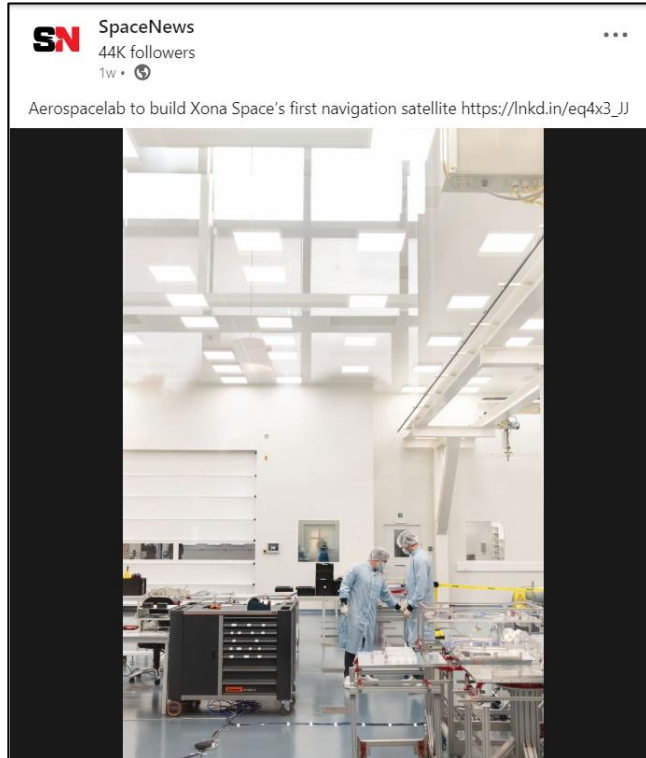 SN
SpaceNews
44K followers
1w •
Aerospacelab to build Xona Space's first navigation satellite https://lnkd.in/eq4x3_JJ